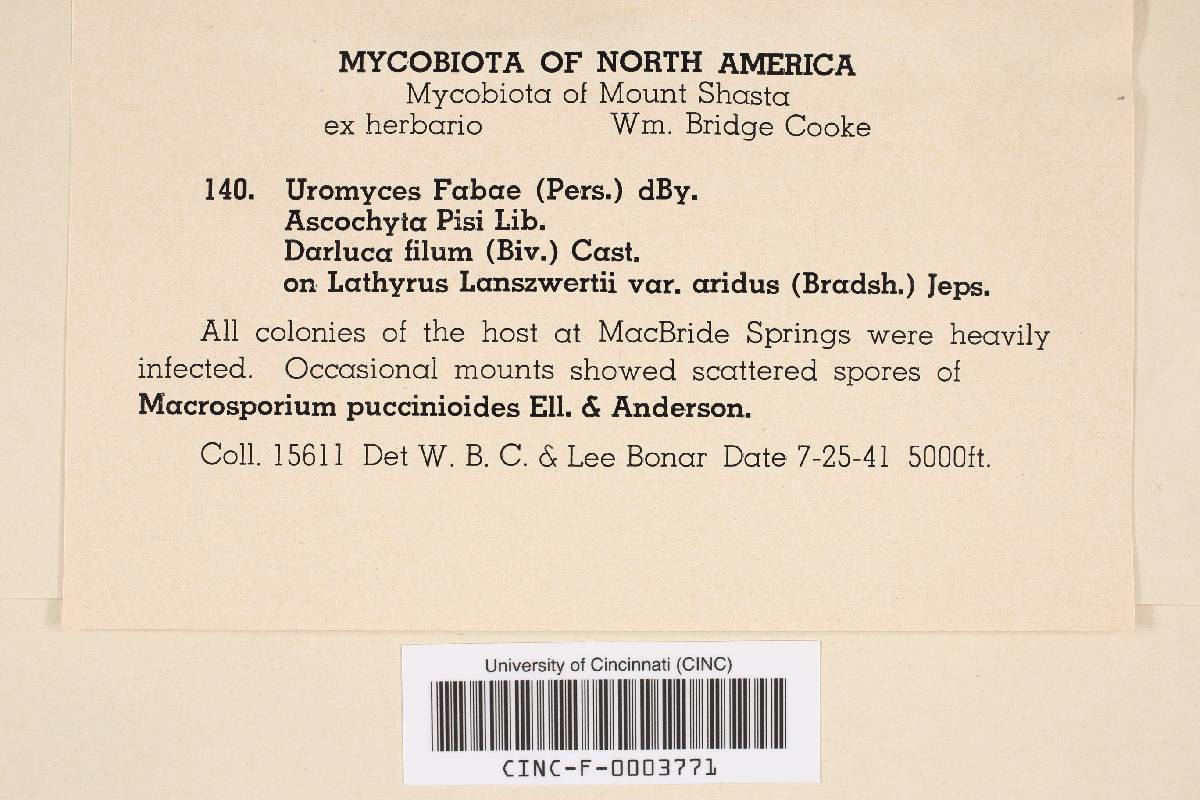 MYCOBIOTA OF NORTH AMERICA
Mycobiota of Mount Shasta
ex herbario Wm. Bridge Cooke
140. Uromyces Fabae (Pers.) dBy.
Ascochyta Pisi Lib.
Darluca filum (Biv.) Cast.
on Lathyrus Lanszwertii var. aridus (Bradsh.) Jeps.
All colonies of the host at MacBride Springs were heavily
infected. Occasional mounts showed scattered spores of
Macrosporium puccinioides Ell. & Anderson.
Coll. 15611 Det W. B. C. & Lee Bonar Date 7-25-41 5000ft.
University of Cincinnati (CINC)
CINC-F-0003771